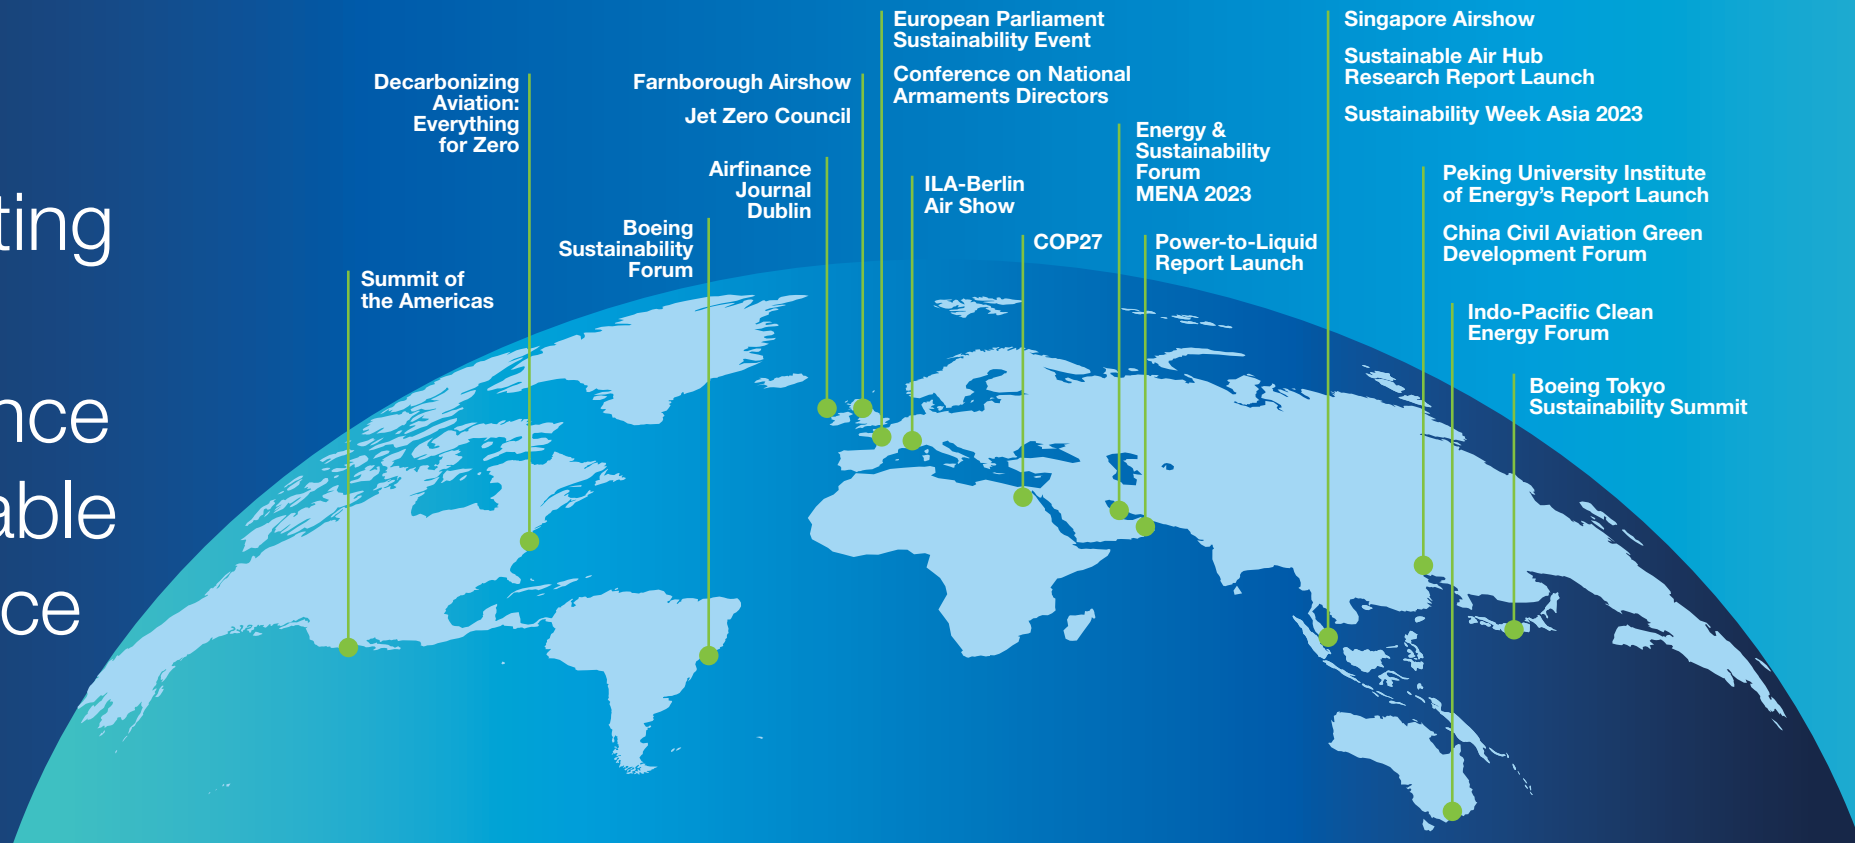 ting
nce
able
ce
Summit of
the Americas
Decarbonizing
Aviation:
Everything
for Zero
Boeing
Sustainability
Forum
Airfinance
Journal
Dublin
Farnborough Airshow
Jet Zero Council
European Parliament
Sustainability Event
Conference on National
Armaments Directors
ILA-Berlin
Air Show
COP27
Energy &
Sustainability
Forum
MENA 2023
Power-to-Liquid
Report Launch
Singapore Airshow
Sustainable Air Hub
Research Report Launch
Sustainability Week Asia 2023
Peking University Institute
of Energy’s Report Launch
China Civil Aviation Green
Development Forum
Indo-Pacific Clean
Energy Forum
Boeing Tokyo
Sustainability Summit